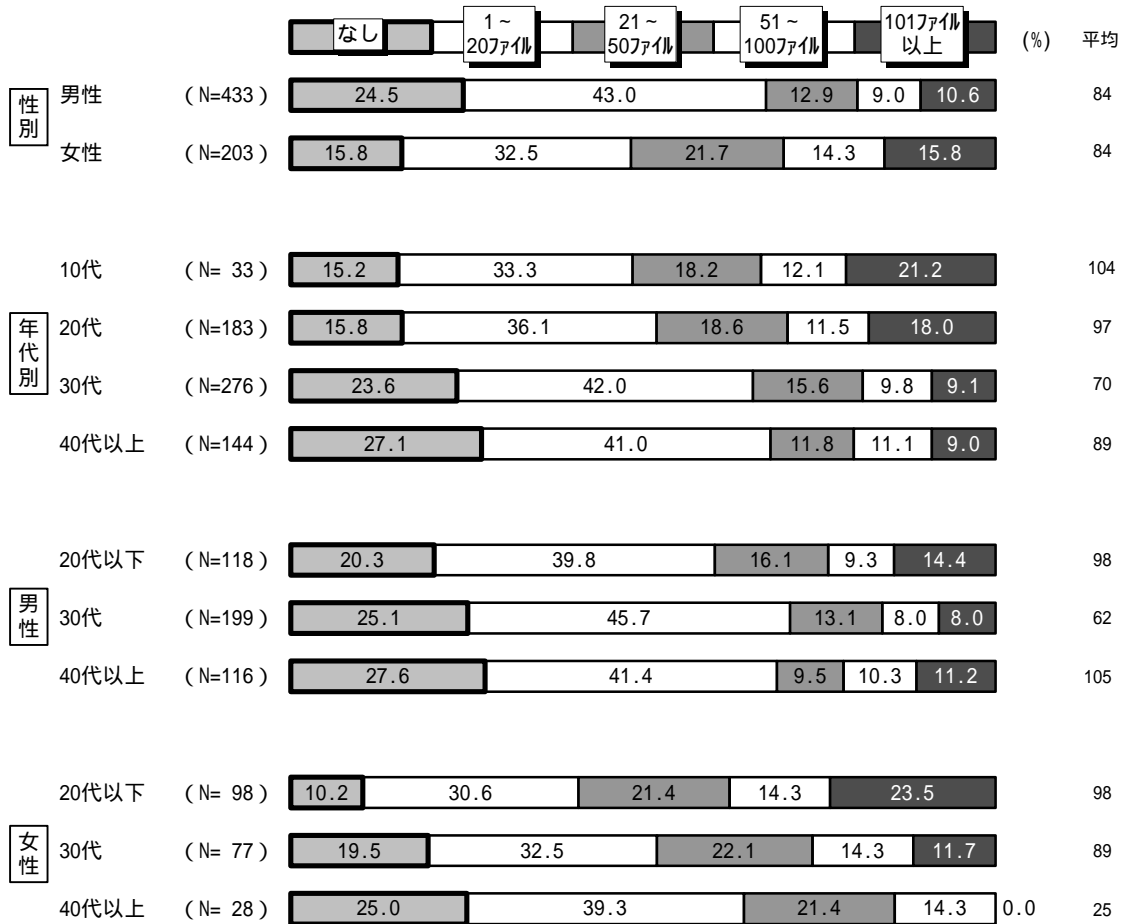 なし 1～20ファイル 21～50ファイル 51～100ファイル 101ファイル以上 (%) 平均
性別
男性 (N=433) 24.5 43.0 12.9 9.0 10.6 84
女性 (N=203) 15.8 32.5 21.7 14.3 15.8 84
年代別
10代 (N= 33) 15.2 33.3 18.2 12.1 21.2 104
20代 (N=183) 15.8 36.1 18.6 11.5 18.0 97
30代 (N=276) 23.6 42.0 15.6 9.8 9.1 70
40代以上 (N=144) 27.1 41.0 11.8 11.1 9.0 89
男性
20代以下 (N=118) 20.3 39.8 16.1 9.3 14.4 98
30代 (N=199) 25.1 45.7 13.1 8.0 8.0 62
40代以上 (N=116) 27.6 41.4 9.5 10.3 11.2 105
女性
20代以下 (N= 98) 10.2 30.6 21.4 14.3 23.5 98
30代 (N= 77) 19.5 32.5 22.1 14.3 11.7 89
40代以上 (N= 28) 25.0 39.3 21.4 14.3 0.0 25